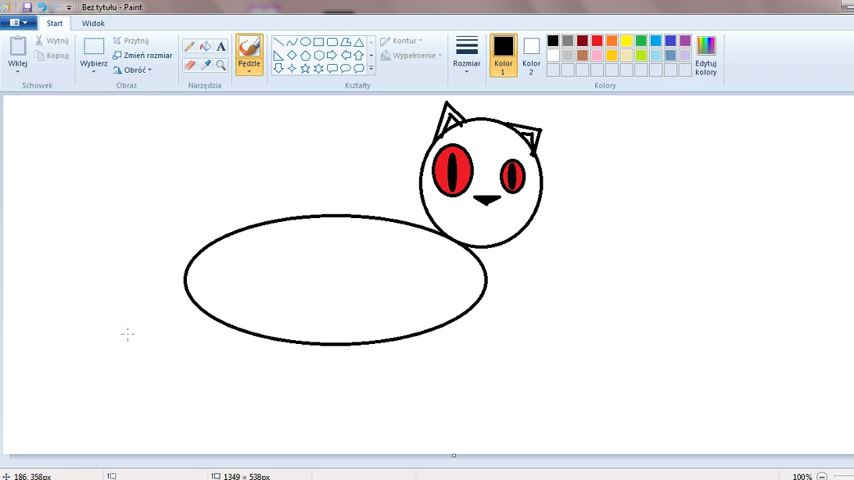 Bez tytułu - Paint
Start Widok
Wklej
Wytnij
Kopiuj
Schowek
Wybierz
Przytnij
Zmień rozmiar
Obróć
Obraz
A
Narzędzia
Pędzle
Kontur
Wypełnienie
Kształty
Rozmiar
Kolor 1
Kolor 2
Edytuj kolory
Kolory
186, 358px
1349 × 538px
100%